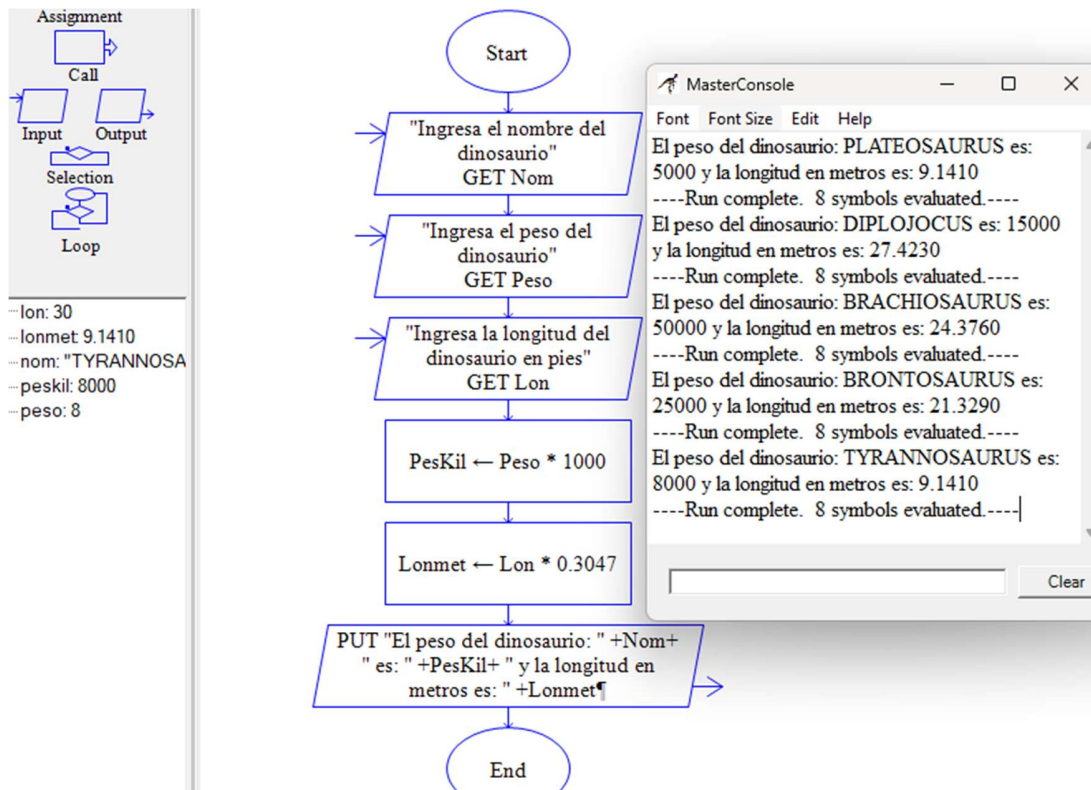 Assignment
Call
Input Output
Selection
Loop
lon: 30
lonmet: 9.1410
nom: "TYRANNOSA
peskil: 8000
peso: 8
Start
"Ingresa el nombre del
dinosaurio"
GET Nom
"Ingresa el peso del
dinosaurio"
GET Peso
"Ingresa la longitud del
dinosaurio en pies"
GET Lon
PesKil ← Peso * 1000
Lonmet ← Lon * 0.3047
PUT "El peso del dinosaurio: " +Nom+
" es: " +PesKil+ " y la longitud en
metros es: " +Lonmet¶
End
MasterConsole
Font Font Size Edit Help
El peso del dinosaurio: PLATEOSAURUS es:
5000 y la longitud en metros es: 9.1410
----Run complete.  8 symbols evaluated.----
El peso del dinosaurio: DIPLOJOCUS es: 15000
y la longitud en metros es: 27.4230
----Run complete.  8 symbols evaluated.----
El peso del dinosaurio: BRACHIOSAURUS es:
50000 y la longitud en metros es: 24.3760
----Run complete.  8 symbols evaluated.----
El peso del dinosaurio: BRONTOSAURUS es:
25000 y la longitud en metros es: 21.3290
----Run complete.  8 symbols evaluated.----
El peso del dinosaurio: TYRANNOSAURUS es:
8000 y la longitud en metros es: 9.1410
----Run complete.  8 symbols evaluated.----
Clear